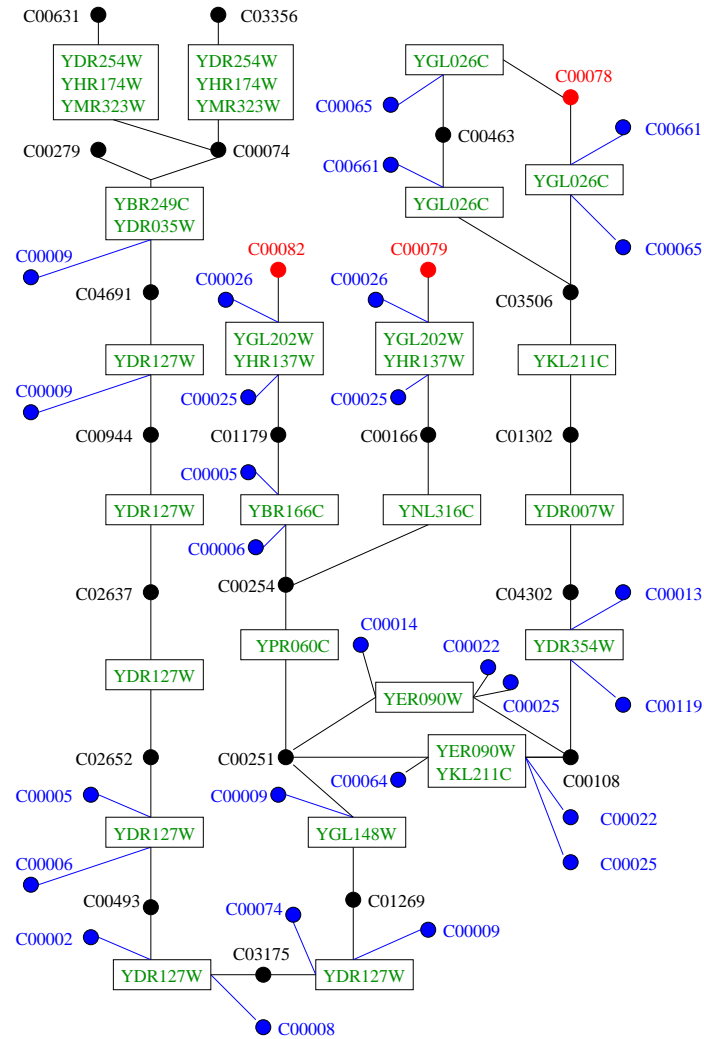 C00631
C03356
YDR254W
YHR174W
YMR323W
YDR254W
YHR174W
YMR323W
YGL026C
C00078
C00065
C00463
C00661
C00661
C00279
C00074
YGL026C
YGL026C
YBR249C
YDR035W
C00009
C00082
C00079
C00065
C00026
C00026
C04691
C03506
YGL202W
YHR137W
YGL202W
YHR137W
YDR127W
YKL211C
C00009
C00025
C00025
C00944
C01179
C00166
C01302
C00005
YDR127W
YBR166C
YNL316C
YDR007W
C00006
C02637
C00254
C04302
C00013
C00014
YPR060C
C00022
YDR354W
YDR127W
YER090W
C00025
C00119
C02652
C00251
YER090W
YKL211C
C00108
C00064
C00005
C00009
C00022
YDR127W
YGL148W
C00006
C00025
C00493
C01269
C00074
C00002
C00009
C03175
YDR127W
YDR127W
C00008